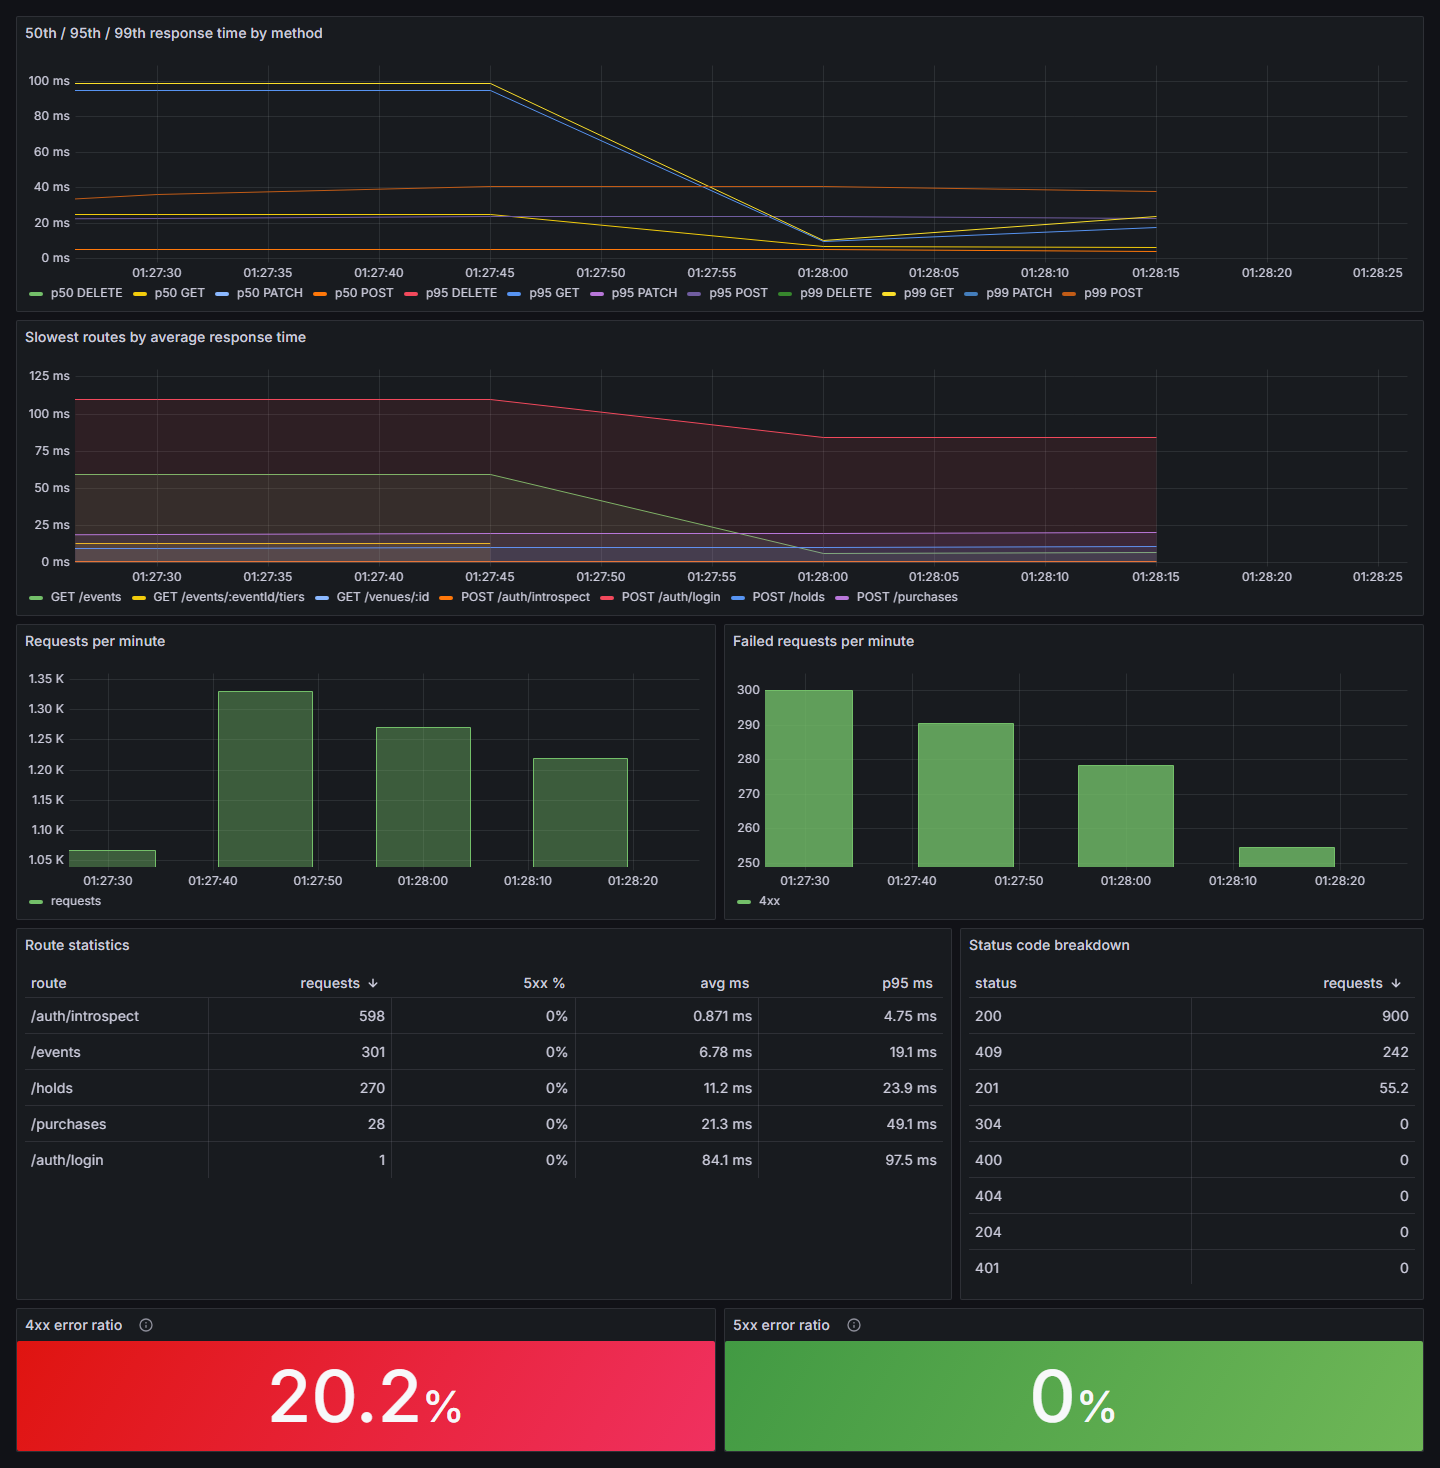 50th / 95th / 99th response time by method
100 ms
80 ms
60 ms
40 ms
20 ms
0 ms
01:27:30 01:27:35 01:27:40 01:27:45 01:27:50 01:27:55 01:28:00 01:28:05 01:28:10 01:28:15 01:28:20 01:28:25
p50 DELETE p50 GET p50 PATCH p50 POST p95 DELETE p95 GET p95 PATCH p95 POST p99 DELETE p99 GET p99 PATCH p99 POST
Slowest routes by average response time
125 ms
100 ms
75 ms
50 ms
25 ms
0 ms
01:27:30 01:27:35 01:27:40 01:27:45 01:27:50 01:27:55 01:28:00 01:28:05 01:28:10 01:28:15 01:28:20 01:28:25
GET /events GET /events/:eventId/tiers GET /venues/:id POST /auth/introspect POST /auth/login POST /holds POST /purchases
Requests per minute
1.35 K
1.30 K
1.25 K
1.20 K
1.15 K
1.10 K
1.05 K
01:27:30 01:27:40 01:27:50 01:28:00 01:28:10 01:28:20
requests
Failed requests per minute
300
290
280
270
260
250
01:27:30 01:27:40 01:27:50 01:28:00 01:28:10 01:28:20
4xx
Route statistics
route requests 5xx % avg ms p95 ms
/auth/introspect 598 0% 0.871 ms 4.75 ms
/events 301 0% 6.78 ms 19.1 ms
/holds 270 0% 11.2 ms 23.9 ms
/purchases 28 0% 21.3 ms 49.1 ms
/auth/login 1 0% 84.1 ms 97.5 ms
Status code breakdown
status requests
200 900
409 242
201 55.2
304 0
400 0
404 0
204 0
401 0
4xx error ratio
20.2%
5xx error ratio
0%